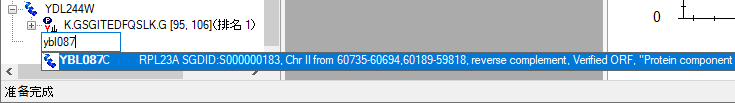 YDL244W
K.GSGITEDFQSLK.G [95, 106] (排名 1)
ybl087
YBL087C RPL23A SGDID:S000000183, Chr II from 60735-60694,60189-59818, reverse complement, Verified ORF, "Protein component
0
准备完成